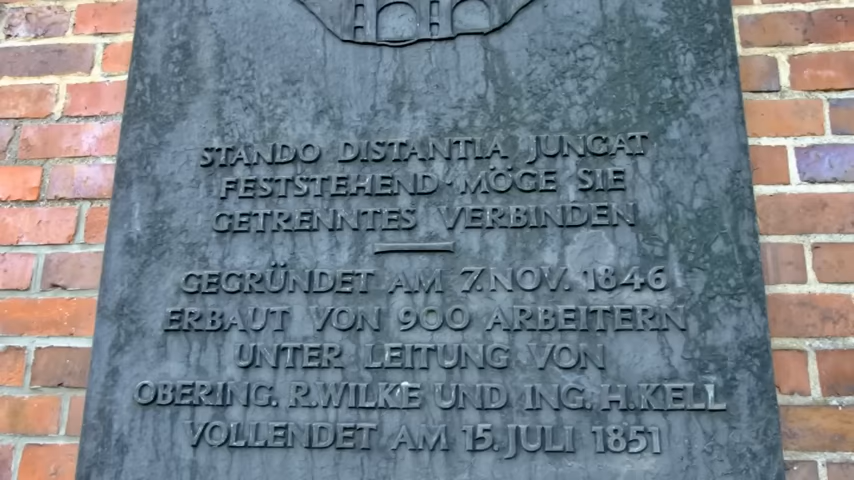 STANDO DISTANTIA JUNGAT
FESTSTEHEND · MÖGE SIE
GETRENNTES VERBINDEN
GEGRÜNDET AM 7. NOV. 1846
ERBAUT VON 900 ARBEITERN
UNTER LEITUNG VON
OBERING. R. WILKE UND ING. H. KELL
VOLLENDET AM 15. JULI 1851